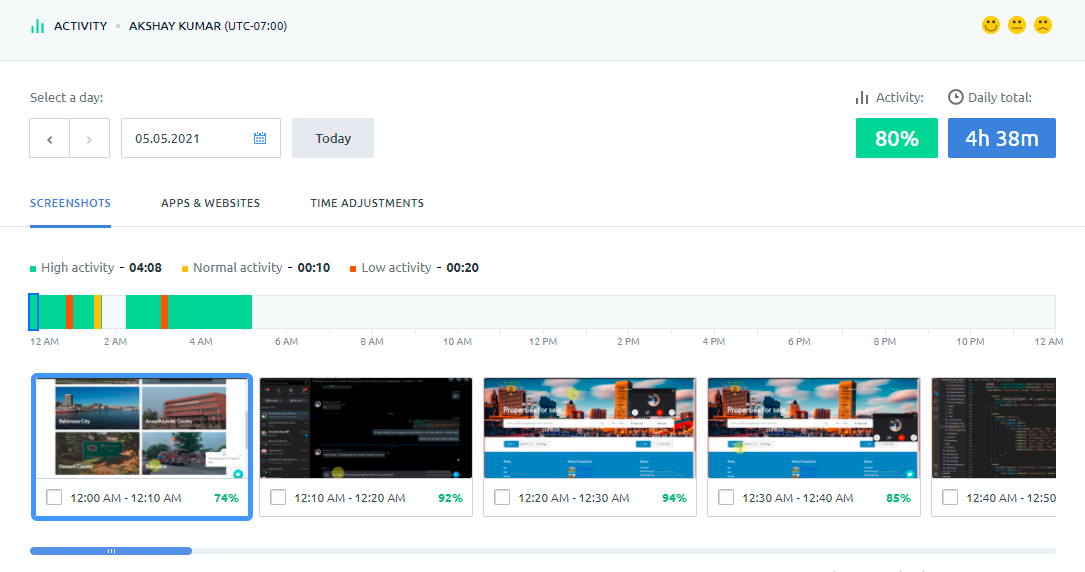 ACTIVITY • AKSHAY KUMAR (UTC-07:00)
Select a day:
Activity:
Daily total:
05.05.2021
Today
80%
4h 38m
SCREENSHOTS
APPS & WEBSITES
TIME ADJUSTMENTS
High activity - 04:08
Normal activity - 00:10
Low activity - 00:20
12 AM
2 AM
4 AM
6 AM
8 AM
10 AM
12 PM
2 PM
4 PM
6 PM
8 PM
10 PM
12 AM
Baltimore City
Anne Arundel County
Howard County
Baltimore
Properties for sale
Properties for sale
12:00 AM - 12:10 AM
74%
12:10 AM - 12:20 AM
92%
12:20 AM - 12:30 AM
94%
12:30 AM - 12:40 AM
85%
12:40 AM - 12:50